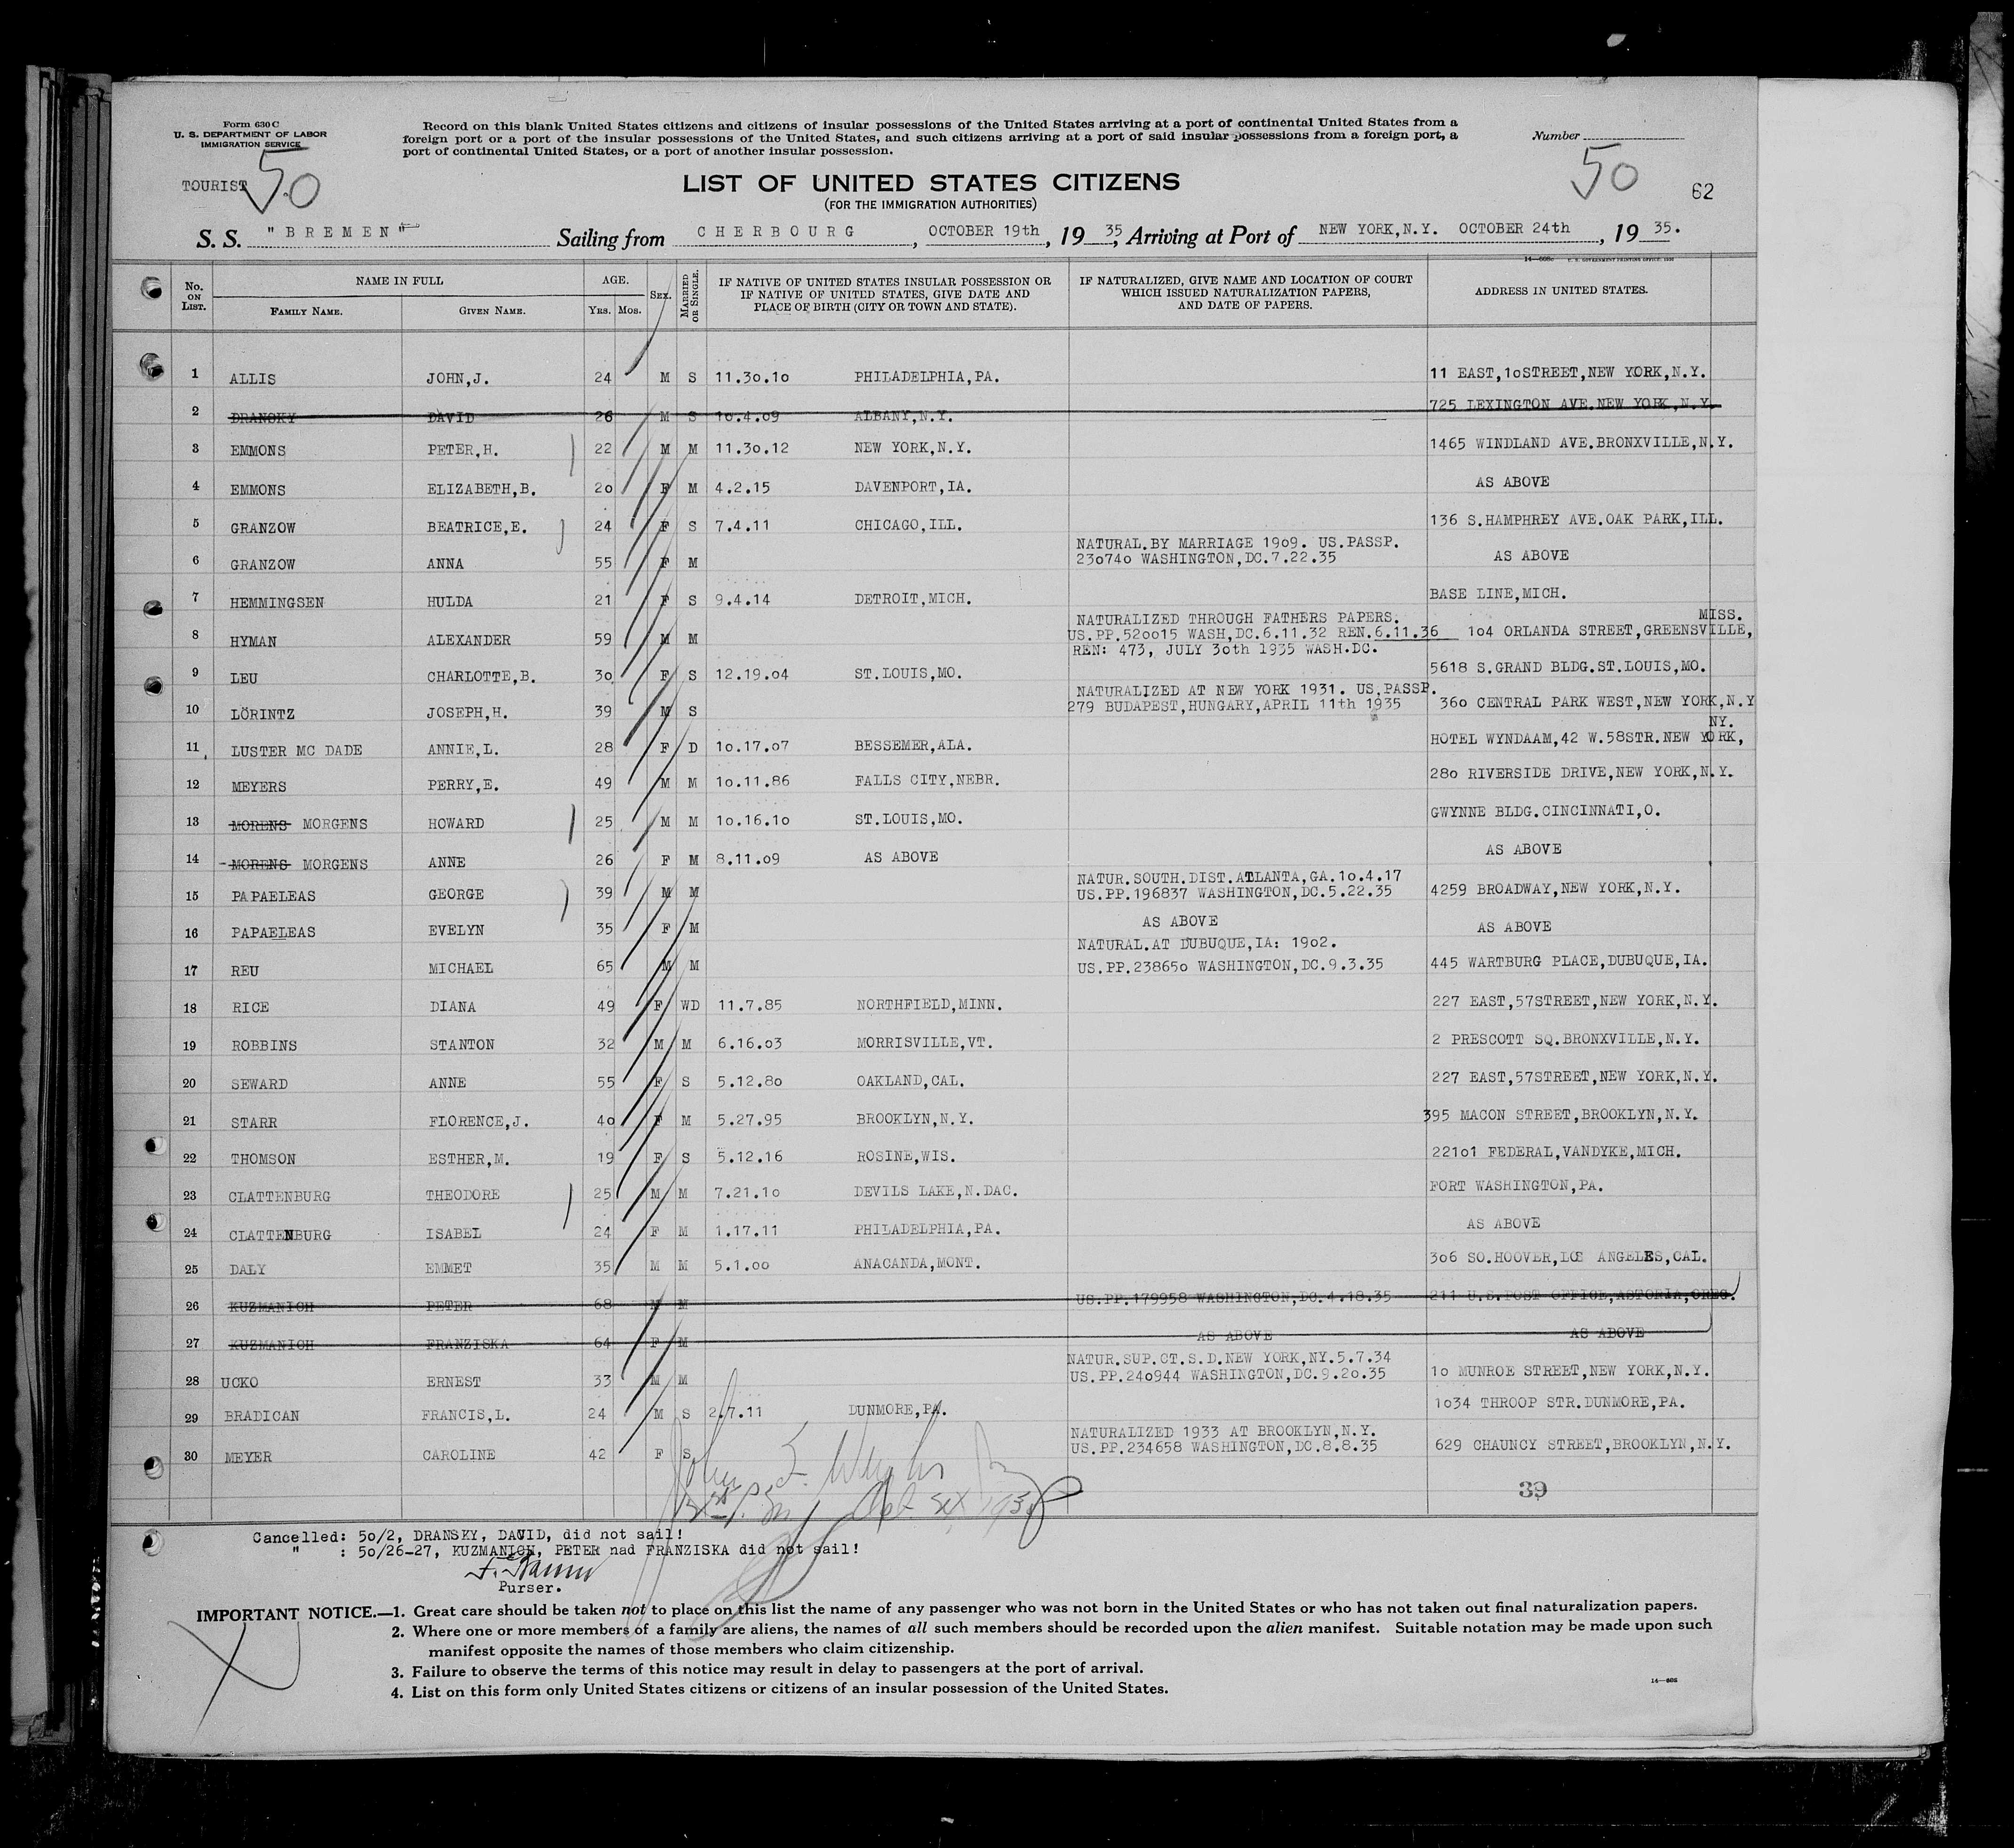 Form 630 C
U. S. DEPARTMENT OF LABOR
IMMIGRATION SERVICE
Record on this blank United States citizens and citizens of insular possessions of the United States arriving at a port of continental United States from a
foreign port or a port of the insular possessions of the United States, and such citizens arriving at a port of said insular possessions from a foreign port, a
port of continental United States, or a port of another insular possession.
Number
TOURIST 50
50
62
LIST OF UNITED STATES CITIZENS
(FOR THE IMMIGRATION AUTHORITIES)
S. S. "BREMEN" Sailing from CHERBOURG, OCTOBER 19th, 19 35, Arriving at Port of NEW YORK,N.Y. OCTOBER 24th, 19 35.
No. ON LIST. NAME IN FULL FAMILY NAME. GIVEN NAME. AGE. YRS. MOS. SEX. MARRIED OR SINGLE. IF NATIVE OF UNITED STATES INSULAR POSSESSION OR IF NATIVE OF UNITED STATES, GIVE DATE AND PLACE OF BIRTH (CITY OR TOWN AND STATE). IF NATURALIZED, GIVE NAME AND LOCATION OF COURT WHICH ISSUED NATURALIZATION PAPERS, AND DATE OF PAPERS. ADDRESS IN UNITED STATES.
1 ALLIS JOHN,J. 24 M S 11.30.10 PHILADELPHIA,PA. 11 EAST,10STREET,NEW YORK,N.Y.
2 DRANSKY DAVID 26 M S 10.4.09 ALBANY,N.Y. 725 LEXINGTON AVE.NEW YORK,N.Y.
3 EMMONS PETER,H. 22 M M 11.30.12 NEW YORK,N.Y. 1465 WINDLAND AVE.BRONXVILLE,N.Y.
4 EMMONS ELIZABETH,B. 20 F M 4.2.15 DAVENPORT,IA. AS ABOVE
5 GRANZOW BEATRICE,E. 24 F S 7.4.11 CHICAGO,ILL. 136 S.HAMPHREY AVE.OAK PARK,ILL.
NATURAL.BY MARRIAGE 1909. US.PASSP.
6 GRANZOW ANNA 55 F M 230740 WASHINGTON,DC.7.22.35 AS ABOVE
7 HEMMINGSEN HULDA 21 F S 9.4.14 DETROIT,MICH. BASE LINE,MICH.
NATURALIZED THROUGH FATHERS PAPERS. MISS.
8 HYMAN ALEXANDER 59 M M US.PP.520015 WASH,DC.6.11.32 REN.6.11.36 104 ORLANDA STREET,GREENSVILLE,
REN: 473, JULY 30th 1935 WASH.DC.
9 LEU CHARLOTTE,B. 30 F S 12.19.04 ST.LOUIS,MO. 5618 S.GRAND BLDG.ST.LOUIS,MO.
NATURALIZED AT NEW YORK 1931. US.PASSP.
10 LÖRINTZ JOSEPH,H. 39 M S 279 BUDAPEST,HUNGARY,APRIL 11th 1935 360 CENTRAL PARK WEST,NEW YORK,N.Y
NY.
11 LUSTER MC DADE ANNIE,L. 28 F D 10.17.07 BESSEMER,ALA. HOTEL WYNDAAM,42 W.58STR.NEW YORK,
12 MEYERS PERRY,E. 49 M M 10.11.86 FALLS CITY,NEBR. 280 RIVERSIDE DRIVE,NEW YORK,N.Y.
13 MORENS MORGENS HOWARD 25 M M 10.16.10 ST.LOUIS,MO. GWYNNE BLDG.CINCINNATI,O.
14 MORENS MORGENS ANNE 26 F M 8.11.09 AS ABOVE AS ABOVE
NATUR.SOUTH.DIST.ATLANTA,GA.10.4.17
15 PAPAELEAS GEORGE 39 M M US.PP.196837 WASHINGTON,DC.5.22.35 4259 BROADWAY,NEW YORK,N.Y.
16 PAPAELEAS EVELYN 35 F M AS ABOVE AS ABOVE
NATURAL.AT DUBUQUE,IA: 1902.
17 REU MICHAEL 65 M M US.PP.238650 WASHINGTON,DC.9.3.35 445 WARTBURG PLACE,DUBUQUE,IA.
18 RICE DIANA 49 F WD 11.7.85 NORTHFIELD,MINN. 227 EAST,57STREET,NEW YORK,N.Y.
19 ROBBINS STANTON 32 M M 6.16.03 MORRISVILLE,VT. 2 PRESCOTT SQ.BRONXVILLE,N.Y.
20 SEWARD ANNE 55 F S 5.12.80 OAKLAND,CAL. 227 EAST,57STREET,NEW YORK,N.Y.
21 STARR FLORENCE,J. 40 F M 5.27.95 BROOKLYN,N.Y. 395 MACON STREET,BROOKLYN,N.Y.
22 THOMSON ESTHER,M. 19 F S 5.12.16 ROSINE,WIS. 22101 FEDERAL,VANDYKE,MICH.
23 CLATTENBURG THEODORE 25 M M 7.21.10 DEVILS LAKE,N.DAC. FORT WASHINGTON,PA.
24 CLATTENBURG ISABEL 24 F M 1.17.11 PHILADELPHIA,PA. AS ABOVE
25 DALY EMMET 35 M M 5.1.00 ANACANDA,MONT. 306 SO.HOOVER,LOS ANGELES,CAL.
26 KUZMANICH PETER 68 M M US.PP.179958 WASHINGTON,DC.4.18.35 211 U.S.POST OFFICE,ASTORIA,OREG.
27 KUZMANICH FRANZISKA 64 F M AS ABOVE AS ABOVE
NATUR.SUP.CT.S.D.NEW YORK,NY.5.7.34
28 UCKO ERNEST 33 M M US.PP.240944 WASHINGTON,DC.9.20.35 10 MUNROE STREET,NEW YORK,N.Y.
29 BRADICAN FRANCIS,L. 24 M S 2.7.11 DUNMORE,PA. 1034 THROOP STR.DUNMORE,PA.
NATURALIZED 1933 AT BROOKLYN,N.Y.
30 MEYER CAROLINE 42 F S US.PP.234658 WASHINGTON,DC.8.8.35 629 CHAUNCY STREET,BROOKLYN,N.Y.
39
Cancelled: 50/2, DRANSKY, DAVID, did not sail!
" : 50/26-27, KUZMANICH, PETER nad FRANZISKA did not sail!
Purser.
IMPORTANT NOTICE.—1. Great care should be taken not to place on this list the name of any passenger who was not born in the United States or who has not taken out final naturalization papers.
2. Where one or more members of a family are aliens, the names of all such members should be recorded upon the alien manifest. Suitable notation may be made upon such
manifest opposite the names of those members who claim citizenship.
3. Failure to observe the terms of this notice may result in delay to passengers at the port of arrival.
4. List on this form only United States citizens or citizens of an insular possession of the United States.